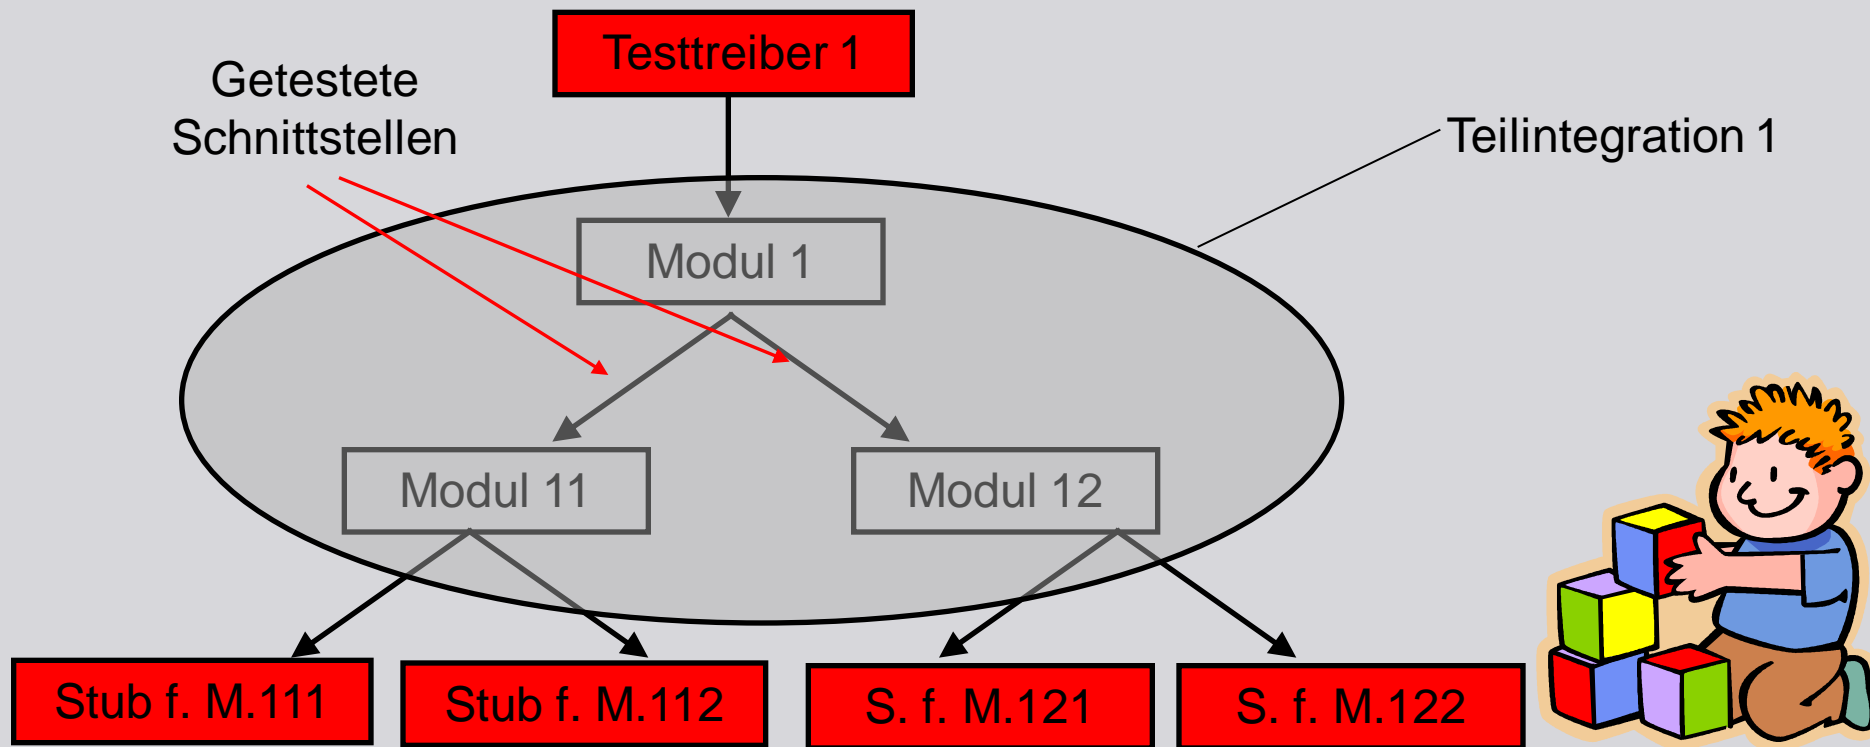 Testtreiber 1
Getestete
Schnittstellen
Teilintegration 1
Modul 1
Modul 11
Modul 12
Stub f. M.111
Stub f. M.112
S. f. M.121
S. f. M.122